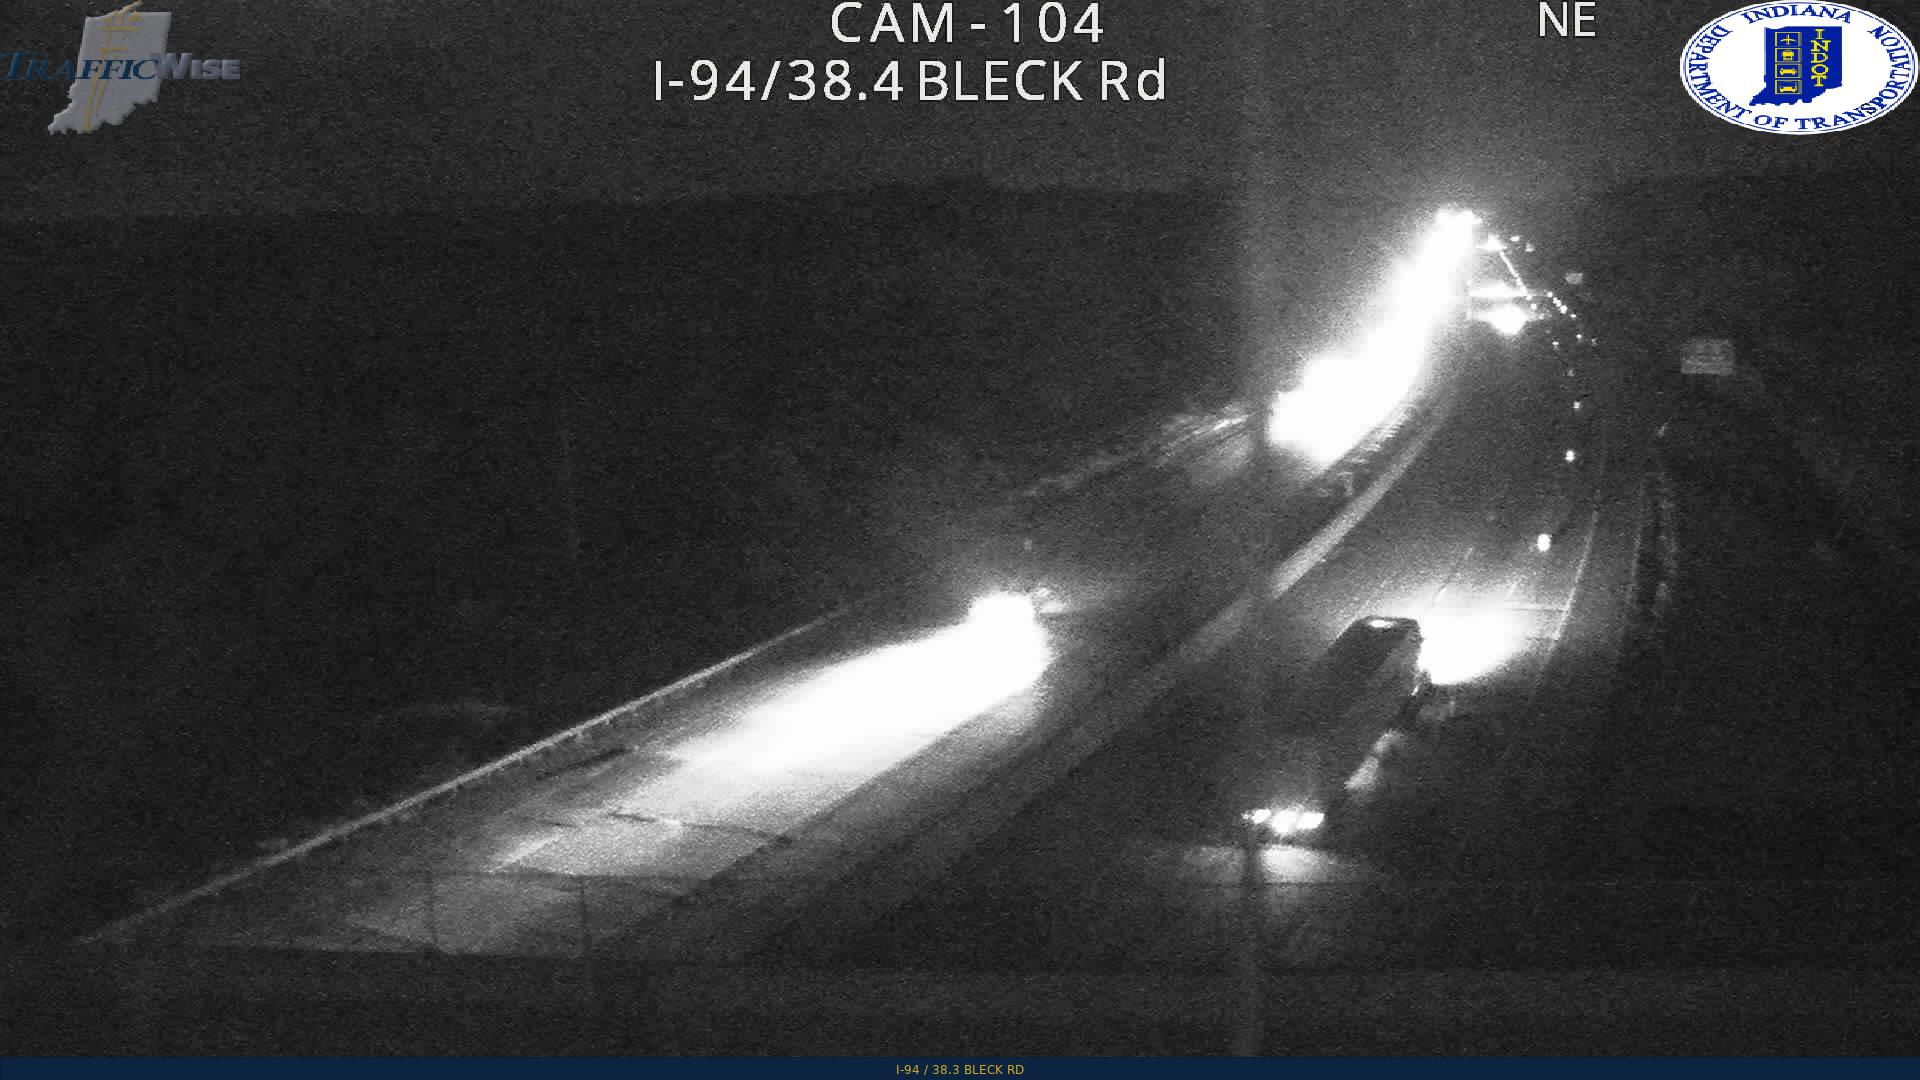 CAM-104
NE
I-94/38.4 BLECK Rd
TRAFFICWISE
INDIANA
DEPARTMENT OF TRANSPORTATION
INDOT
I-94 / 38.3 BLECK RD